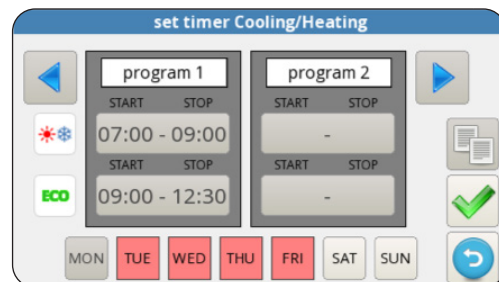 set timer Cooling/Heating
program 1 program 2
START STOP START STOP
07:00 - 09:00 -
START STOP START STOP
ECO 09:00 - 12:30 -
MON TUE WED THU FRI SAT SUN